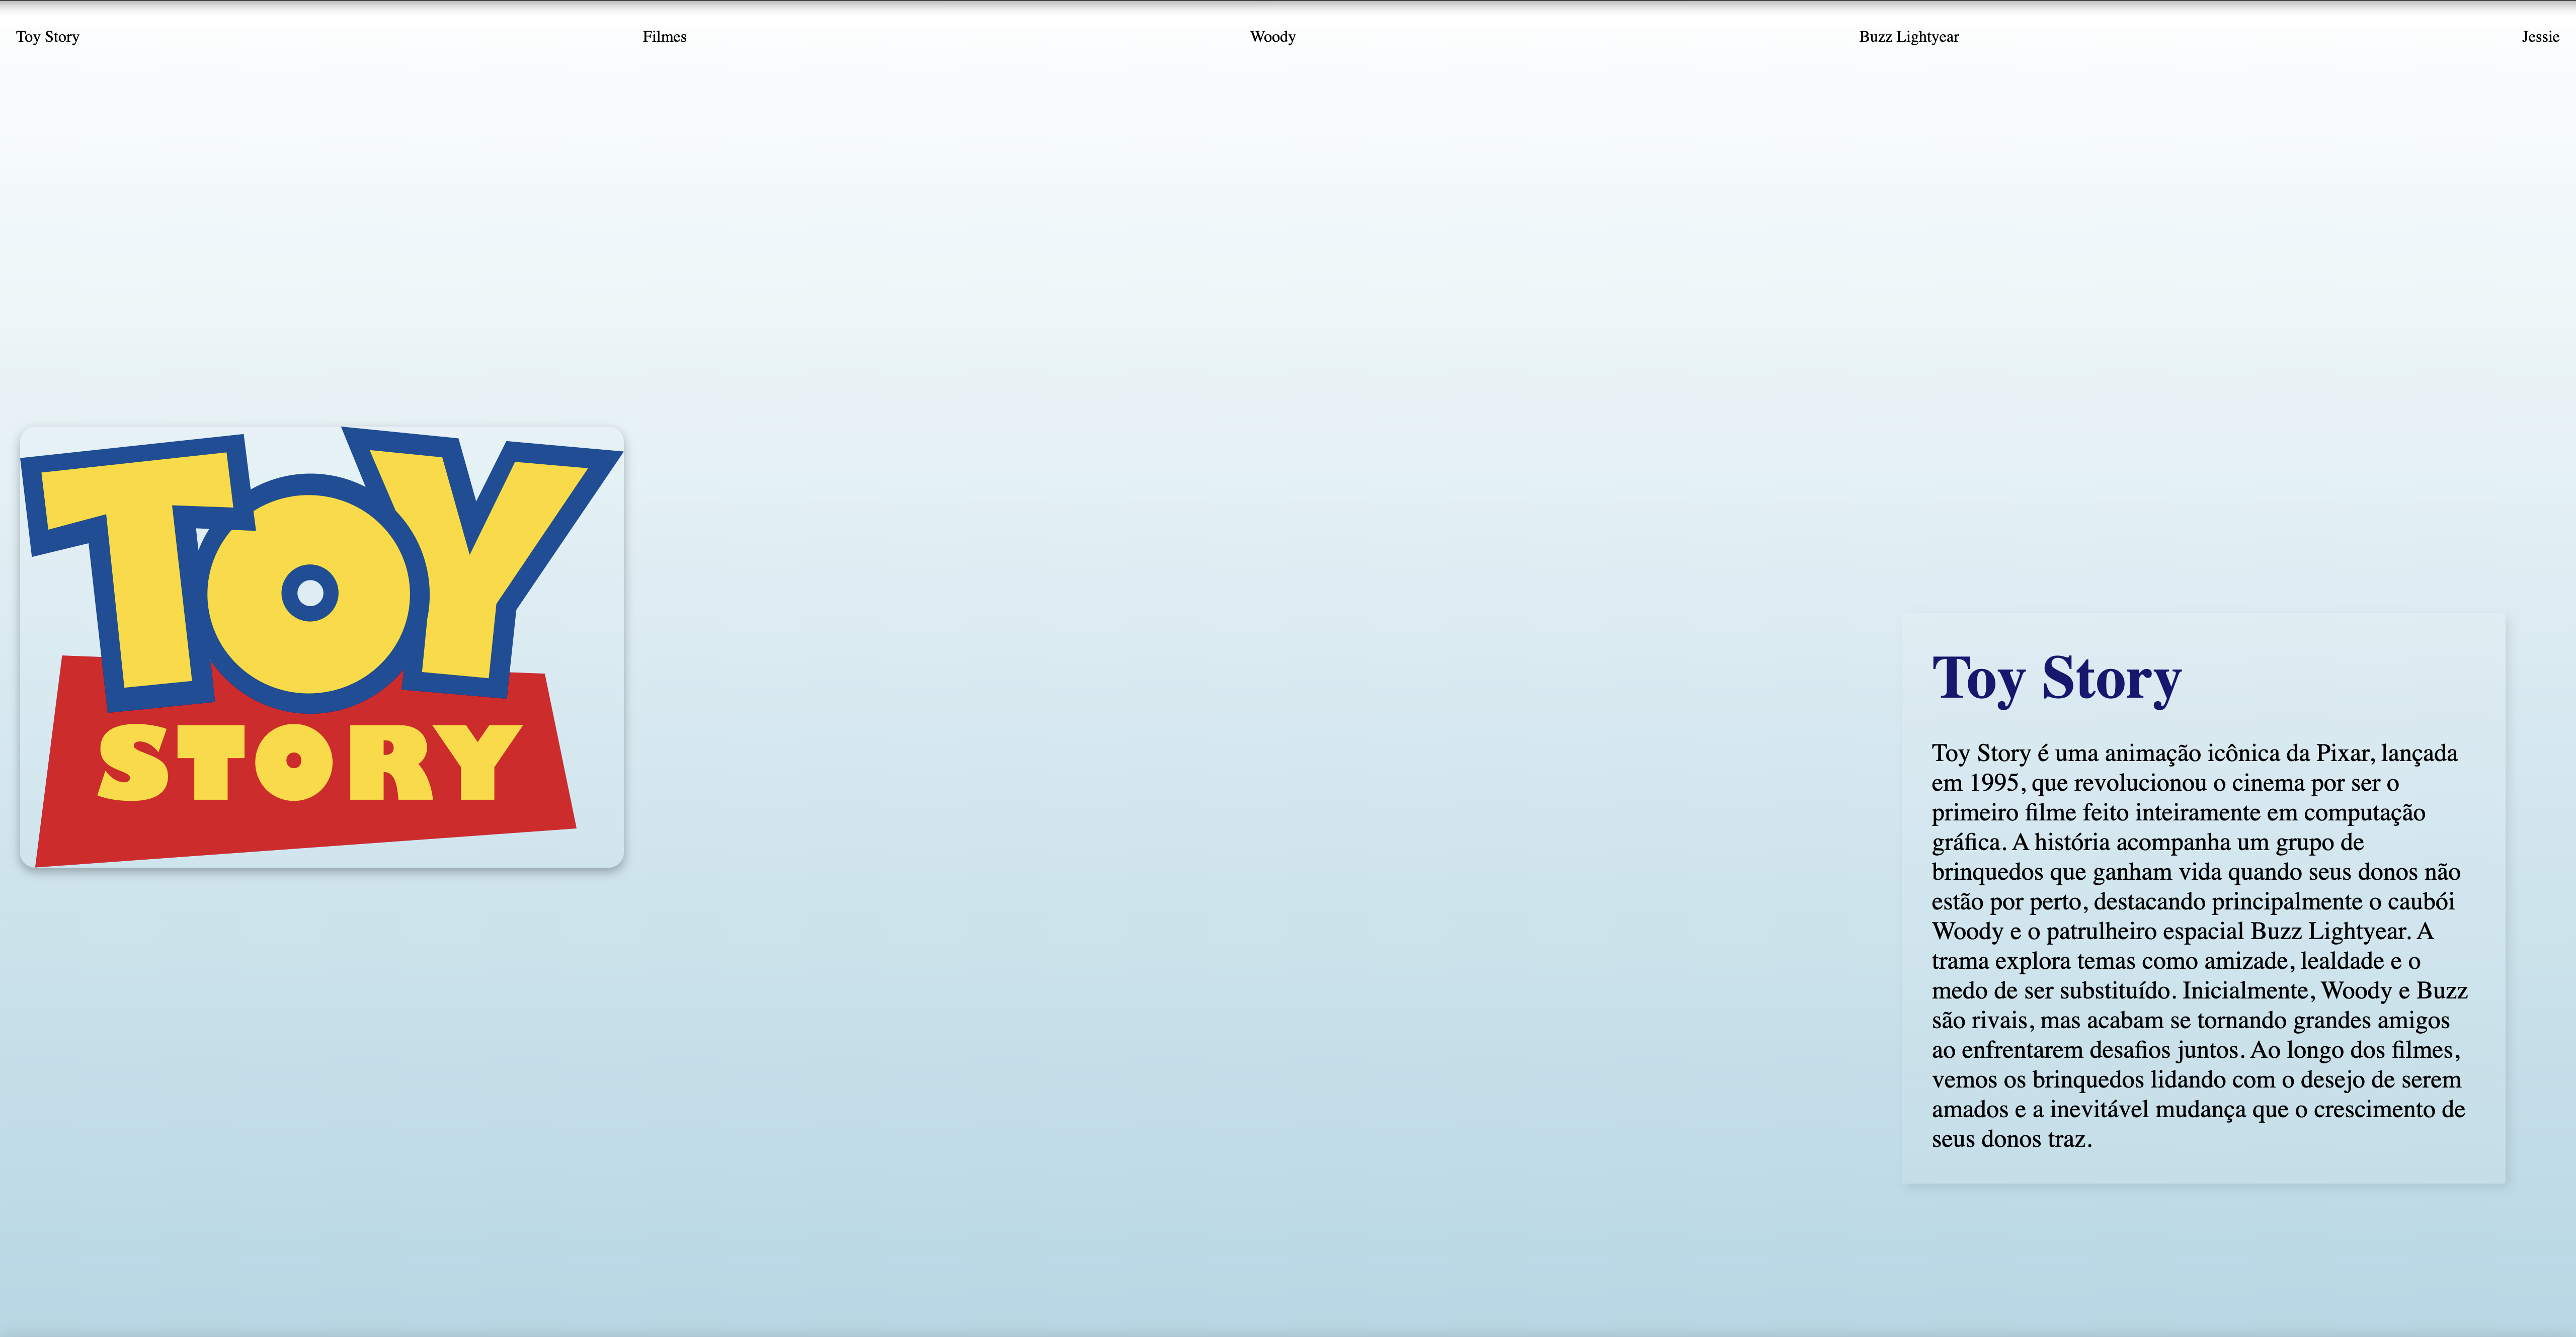 Toy Story
Filmes
Woody
Buzz Lightyear
Jessie
TOY
STORY
Toy Story
Toy Story é uma animação icônica da Pixar, lançada
em 1995, que revolucionou o cinema por ser o
primeiro filme feito inteiramente em computação
gráfica. A história acompanha um grupo de
brinquedos que ganham vida quando seus donos não
estão por perto, destacando principalmente o caubói
Woody e o patrulheiro espacial Buzz Lightyear. A
trama explora temas como amizade, lealdade e o
medo de ser substituído. Inicialmente, Woody e Buzz
são rivais, mas acabam se tornando grandes amigos
ao enfrentarem desafios juntos. Ao longo dos filmes,
vemos os brinquedos lidando com o desejo de serem
amados e a inevitável mudança que o crescimento de
seus donos traz.